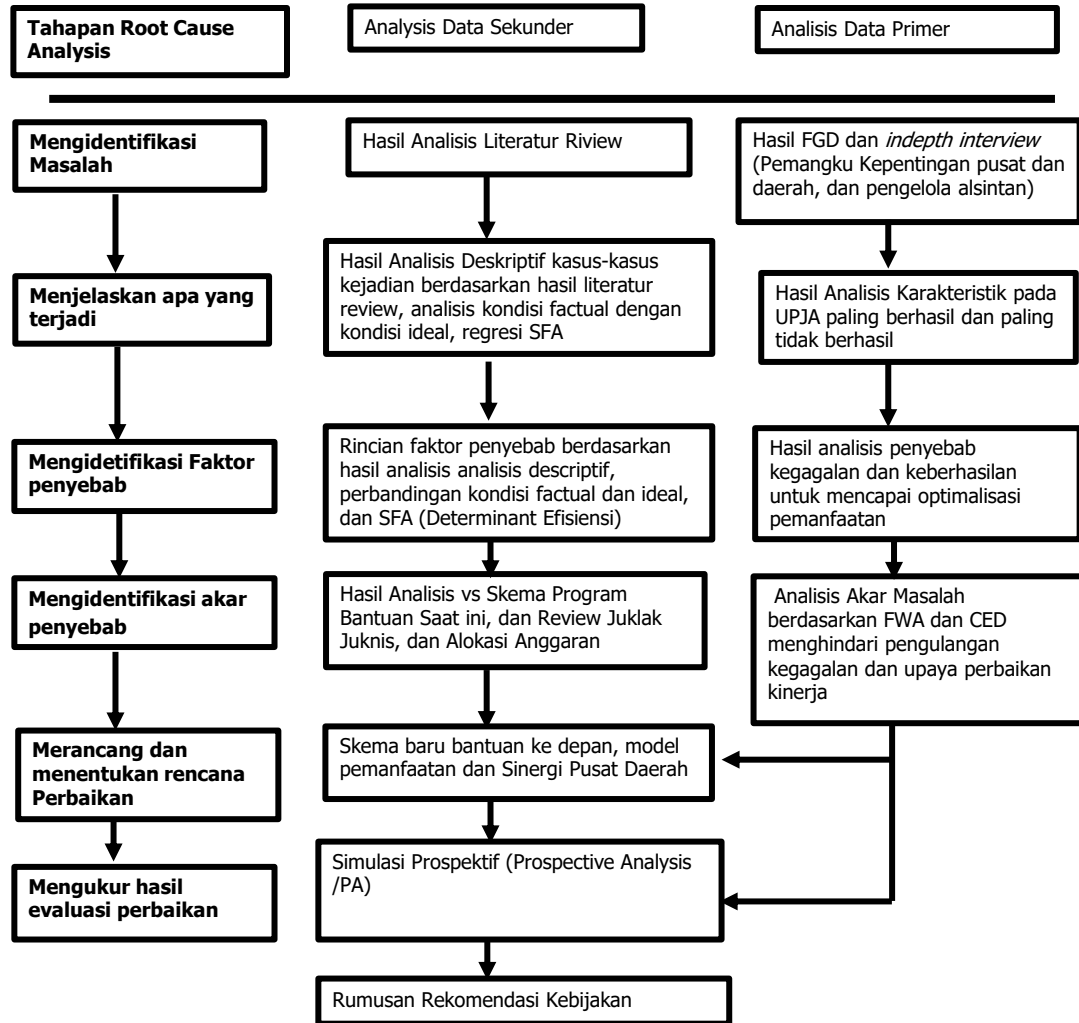 Tahapan Root Cause
Analysis
Analysis Data Sekunder
Analisis Data Primer
Mengidentifikasi
Masalah
Hasil Analisis Literatur Riview
Hasil FGD dan indepth interview
(Pemangku Kepentingan pusat dan
daerah, dan pengelola alsintan)
Menjelaskan apa yang
terjadi
Hasil Analisis Deskriptif kasus-kasus
kejadian berdasarkan hasil literatur
review, analisis kondisi factual dengan
kondisi ideal, regresi SFA
Hasil Analisis Karakteristik pada
UPJA paling berhasil dan paling
tidak berhasil
Mengidetifikasi Faktor
penyebab
Rincian faktor penyebab berdasarkan
hasil analisis analisis descriptif,
perbandingan kondisi factual dan ideal,
dan SFA (Determinant Efisiensi)
Hasil analisis penyebab
kegagalan dan keberhasilan
untuk mencapai optimalisasi
pemanfaatan
Mengidentifikasi akar
penyebab
Hasil Analisis vs Skema Program
Bantuan Saat ini, dan Review Juklak
Juknis, dan Alokasi Anggaran
Analisis Akar Masalah
berdasarkan FWA dan CED
menghindari pengulangan
kegagalan dan upaya perbaikan
kinerja
Merancang dan
menentukan rencana
Perbaikan
Skema baru bantuan ke depan, model
pemanfaatan dan Sinergi Pusat Daerah
Mengukur hasil
evaluasi perbaikan
Simulasi Prospektif (Prospective Analysis
/PA)
Rumusan Rekomendasi Kebijakan